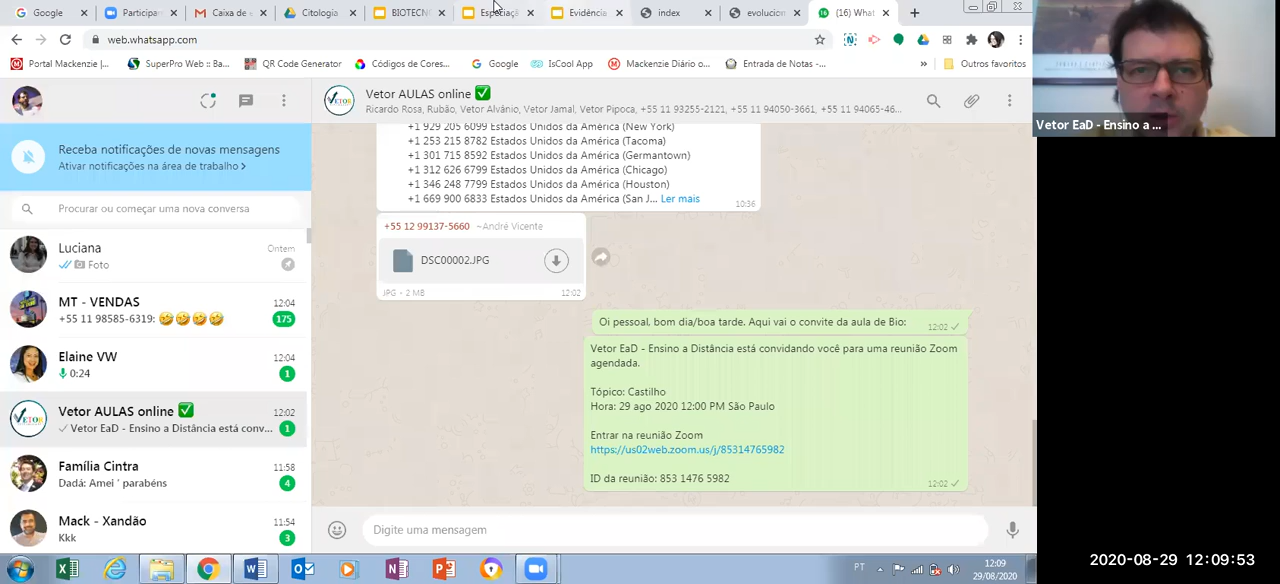 Google
Participan
Caixa de e
Citologia
BIOTECN
Especiaçã
Evidência
index
evolucion
(16) What
web.whatsapp.com
Portal Mackenzie |...
SuperPro Web :: Ba...
QR Code Generator
Códigos de Cores...
Google
IsCool App
Mackenzie Diário o...
Entrada de Notas -...
»
Outros favoritos
Vetor AULAS online ✅
Ricardo Rosa, Rubão, Vetor Alvânio, Vetor Jamal, Vetor Pipoca, +55 11 93255-2121, +55 11 94050-3661, +55 11 94065-46...
Receba notificações de novas mensagens
Ativar notificações na área de trabalho >
Procurar ou começar uma nova conversa
Luciana
Ontem
Foto
MT - VENDAS
12:04
+55 11 98585-6319: 🤣🤣🤣🤣
175
Elaine VW
12:04
0:24
1
Vetor AULAS online ✅
12:02
Vetor EaD - Ensino a Distância está conv...
1
Família Cintra
11:58
Dadá: Amei ' parabéns
4
Mack - Xandão
11:54
Kkk
3
+1 929 205 6099 Estados Unidos da América (New York)
+1 253 215 8782 Estados Unidos da América (Tacoma)
+1 301 715 8592 Estados Unidos da América (Germantown)
+1 312 626 6799 Estados Unidos da América (Chicago)
+1 346 248 7799 Estados Unidos da América (Houston)
+1 669 900 6833 Estados Unidos da América (San J... Ler mais
10:36
+55 12 99137-5660 ~André Vicente
DSC00002.JPG
JPG • 2 MB
12:02
Oi pessoal, bom dia/boa tarde. Aqui vai o convite da aula de Bio:
12:02
Vetor EaD - Ensino a Distância está convidando você para uma reunião Zoom
agendada.
Tópico: Castilho
Hora: 29 ago 2020 12:00 PM São Paulo
Entrar na reunião Zoom
https://us02web.zoom.us/j/85314765982
ID da reunião: 853 1476 5982
12:02
Digite uma mensagem
Vetor EaD - Ensino a ...
PT
12:09
29/08/2020
2020-08-29 12:09:53